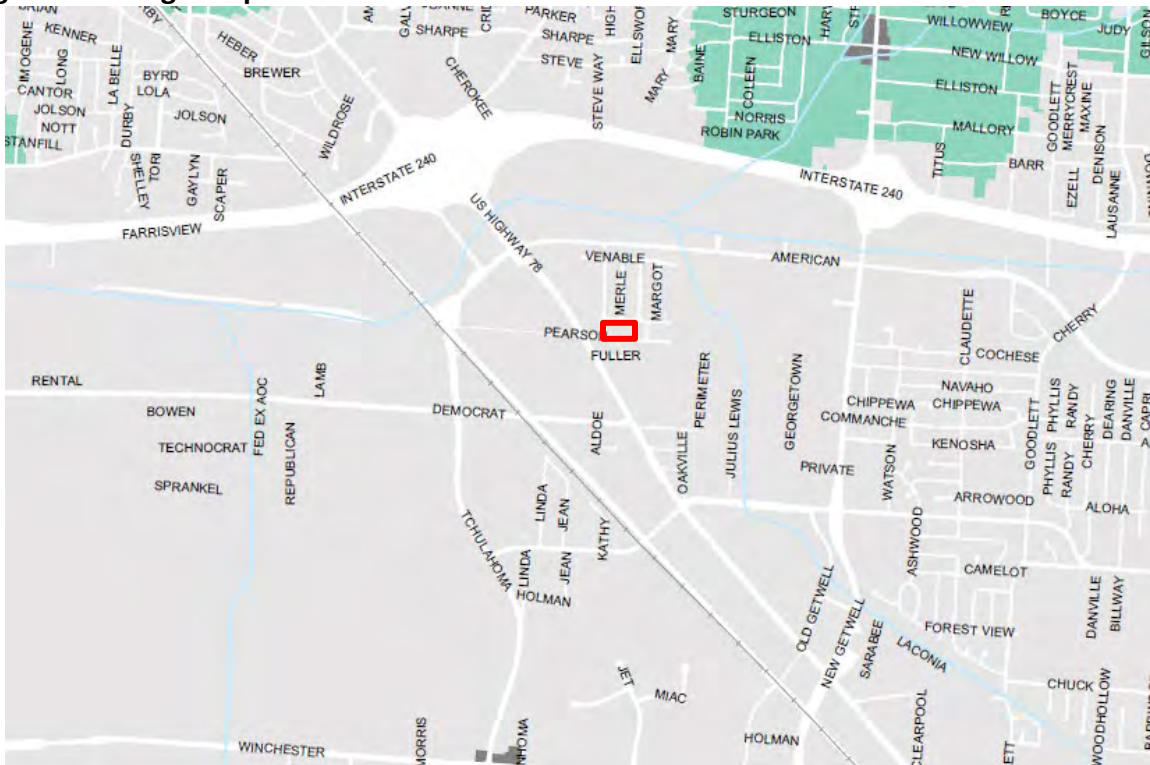 BOYCE
PARKER
STURGEON
WILLOWVIEW
JUDY
KENNER
SHARPE
SHARPE
ELLISTON
NEW WILLOW
IMOGENE
LONG
HEBER
STEVE
ELLSWORTH
MARY
BREWER
CHEROKEE
STEVE WAY
MARY
BAINE
COLEEN
LA BELLE
BYRD
LOLA
ELLISTON
CANTOR
JOLSON
JOLSON
NORRIS
MALLORY
GOODLETT
MERRYCREST
MAXINE
NOTT
DURBY
WILDROSE
ROBIN PARK
STANFILL
TITUS
BARR
DENISON
SHELLEY
TORI
GAYLYN
SCAPER
INTERSTATE 240
INTERSTATE 240
EZELL
LAUSANNE
FARRISVIEW
US HIGHWAY 78
VENABLE
AMERICAN
MERLE
MARGOT
CLAUDETTE
CHERRY
FULLER
COCHESE
RENTAL
LAMB
PERIMETER
GEORGETOWN
NAVAHO
BOWEN
FED EX AOC
DEMOCRAT
ALDOE
JULIUS LEWIS
CHIPPEWA
CHIPPEWA
COMMANCHE
GOODLETT
PHYLLIS
RANDY
DEARING
DANVILLE
TECHNOCRAT
REPUBLICAN
OAKVILLE
KENOSHA
CHERRY
PRIVATE
WATSON
PHYLLIS
RANDY
SPRANKEL
LINDA
JEAN
ARROWOOD
ALOHA
TCHULAHOMA
KATHY
ASHWOOD
LINDA
JEAN
CAMELOT
HOLMAN
OLD GETWELL
NEW GETWELL
DANVILLE
BILLWAY
SARABEE
FOREST VIEW
LACONIA
JET
MIAC
CHUCK
WOODHOLLOW
CLEARPOOL
WINCHESTER
HOLMAN